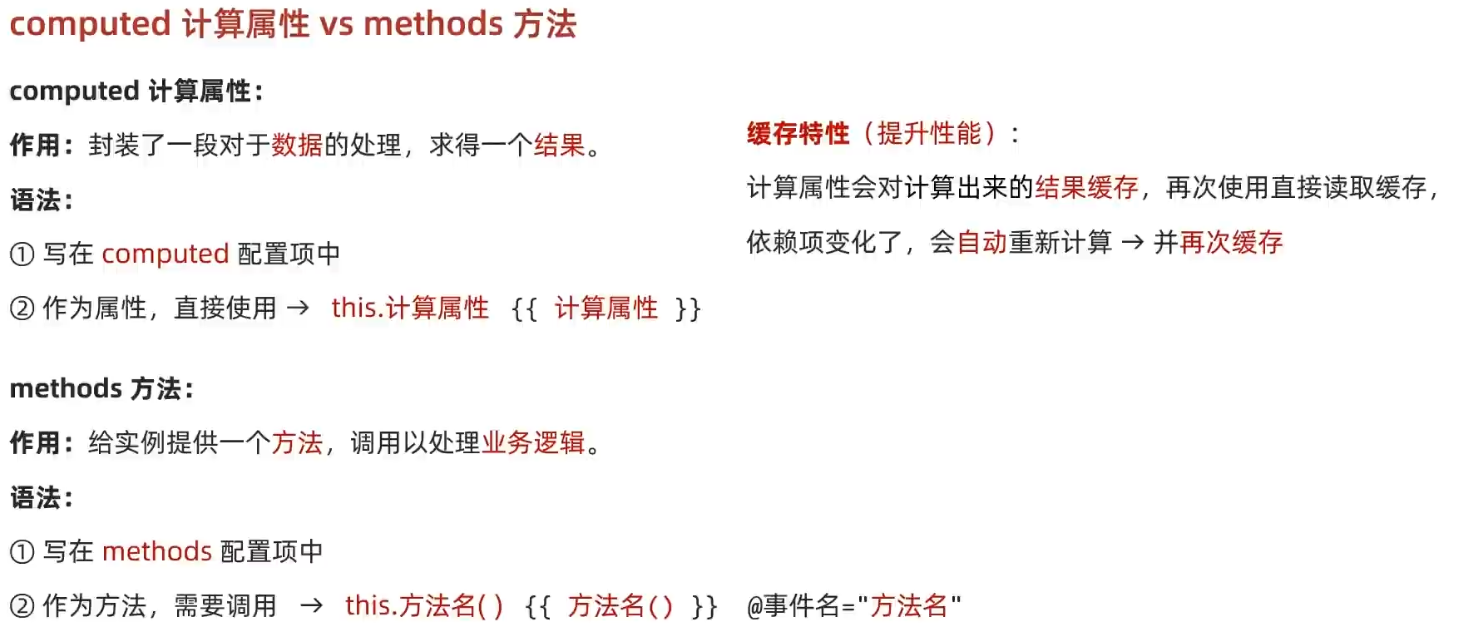 computed 计算属性 vs methods 方法
computed 计算属性：
作用：封装了一段对于数据的处理，求得一个结果。
语法：
① 写在 computed 配置项中
② 作为属性，直接使用 → this.计算属性 {{ 计算属性 }}
缓存特性（提升性能）：
计算属性会对计算出来的结果缓存，再次使用直接读取缓存，
依赖项变化了，会自动重新计算 → 并再次缓存
methods 方法：
作用：给实例提供一个方法，调用以处理业务逻辑。
语法：
① 写在 methods 配置项中
② 作为方法，需要调用 → this.方法名( ) {{ 方法名() }} @事件名="方法名"